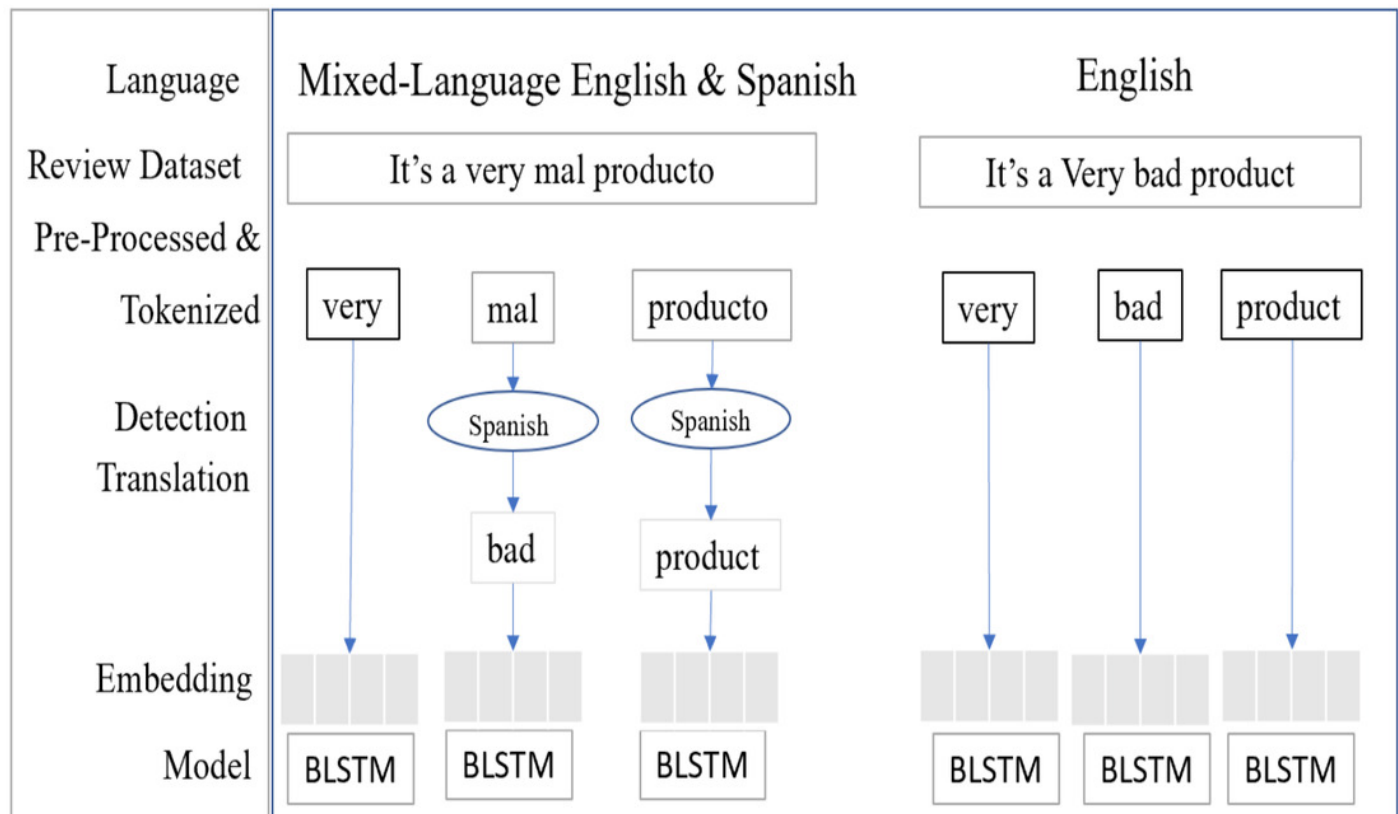 Language Mixed-Language English & Spanish English
Review Dataset It’s a very mal producto It’s a Very bad product
Pre-Processed &
Tokenized very mal producto very bad product
Detection Spanish Spanish
Translation
bad product
Embedding
Model BLSTM BLSTM BLSTM BLSTM BLSTM BLSTM